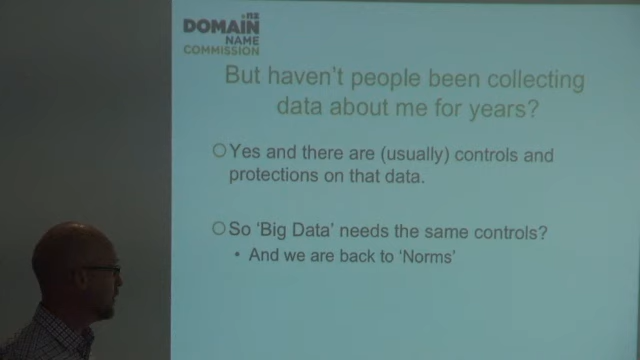 .nz
DOMAIN
NAME
COMMISSION
But haven't people been collecting
data about me for years?
Yes and there are (usually) controls and
protections on that data.
So 'Big Data' needs the same controls?
• And we are back to 'Norms'